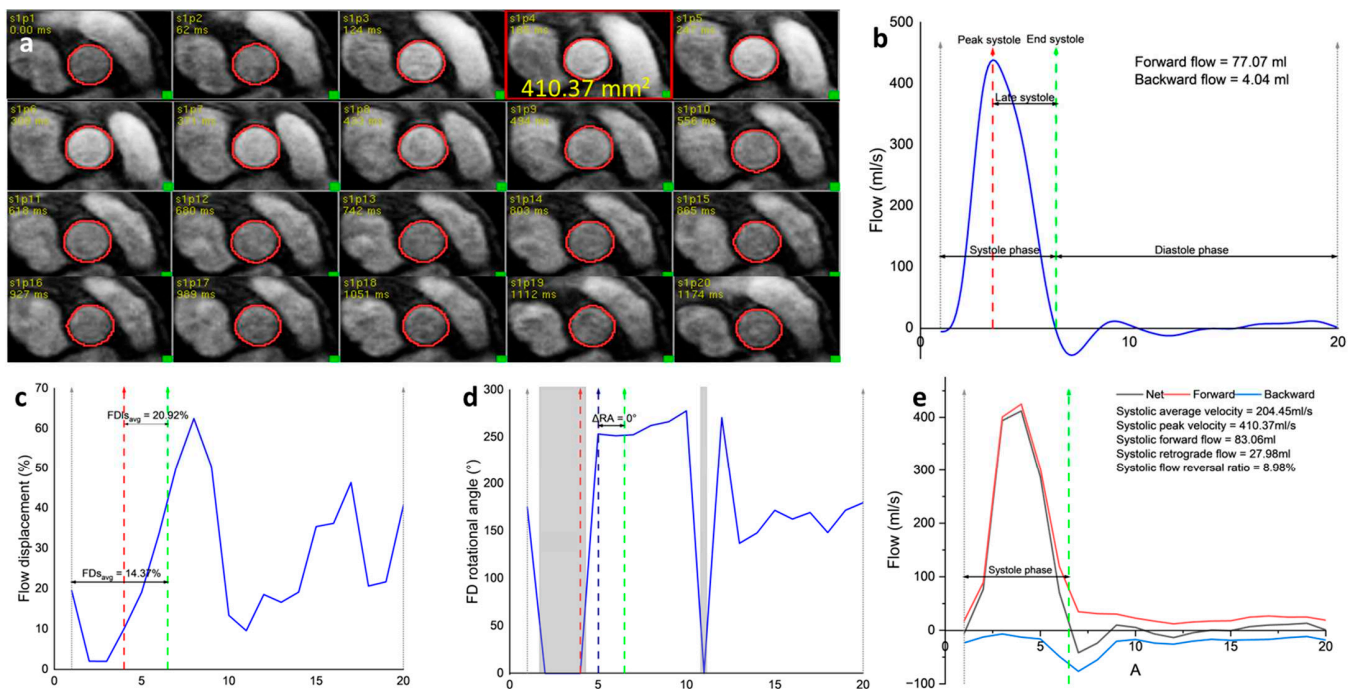 a
s1p1
0.00 ms
s1p2
62 ms
s1p3
124 ms
s1p4
s1p5
410.37 mm²
s1p7
s1p8
s1p9
494 ms
s1p10
556 ms
s1p11
618 ms
s1p12
680 ms
s1p13
742 ms
s1p14
803 ms
s1p15
865 ms
s1p16
927 ms
s1p17
989 ms
s1p18
1051 ms
s1p19
1112 ms
s1p20
1174 ms
b
Flow (ml/s)
500
400
300
200
100
0
0
10
20
Peak systole
End systole
Late systole
Forward flow = 77.07 ml
Backward flow = 4.04 ml
Systole phase
Diastole phase
c
Flow displacement (%)
70
60
50
40
30
20
10
0
0
5
10
15
20
FDlsavg = 20.92%
FDsavg = 14.37%
d
FD rotational angle (°)
300
250
200
150
100
50
0
0
5
10
15
20
ΔRA = 0°
e
Flow (ml/s)
400
300
200
100
0
−100
0
5
10
15
20
A
Net
Forward
Backward
Systolic average velocity = 204.45ml/s
Systolic peak velocity = 410.37ml/s
Systolic forward flow = 83.06ml
Systolic retrograde flow = 27.98ml
Systolic flow reversal ratio = 8.98%
Systole phase